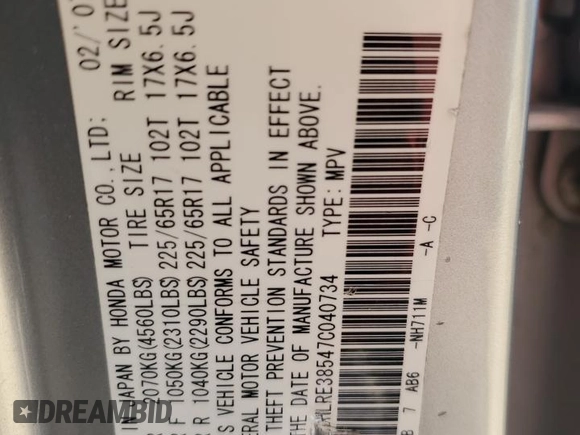 IN JAPAN BY HONDA MOTOR CO., LTD: 02/'0
2070KG(4560LBS) TIRE SIZE RIM SIZE
F 1050KG(2310LBS) 225/65R17 102T 17X6.5J
R 1040KG(2290LBS) 225/65R17 102T 17X6.5J
S VEHICLE CONFORMS TO ALL APPLICABLE
ERAL MOTOR VEHICLE SAFETY
THEFT PREVENTION STANDARDS IN EFFECT
THE DATE OF MANUFACTURE SHOWN ABOVE.
HLRE38547C040734 TYPE: MPV
B 7 AB6 -NH711M -A -C
DREAMBID